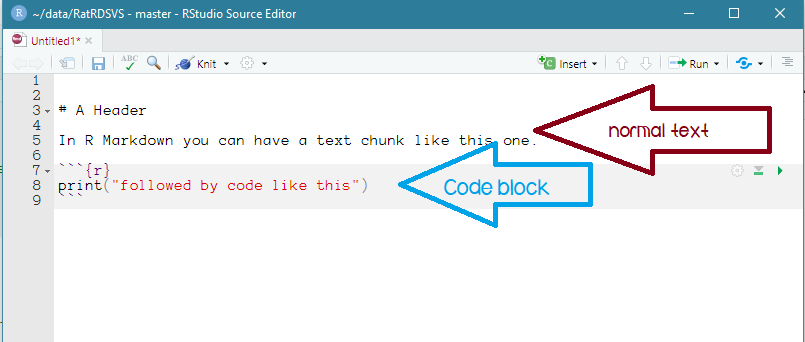 R ~/data/RatRDSVS - master - RStudio Source Editor
Untitled1*
ABC Knit Insert Run
1
2
3 # A Header
4
5 In R Markdown you can have a text chunk like this one.
6
7 ```{r}
8 print("followed by code like this")
9 ```
normal text
Code block